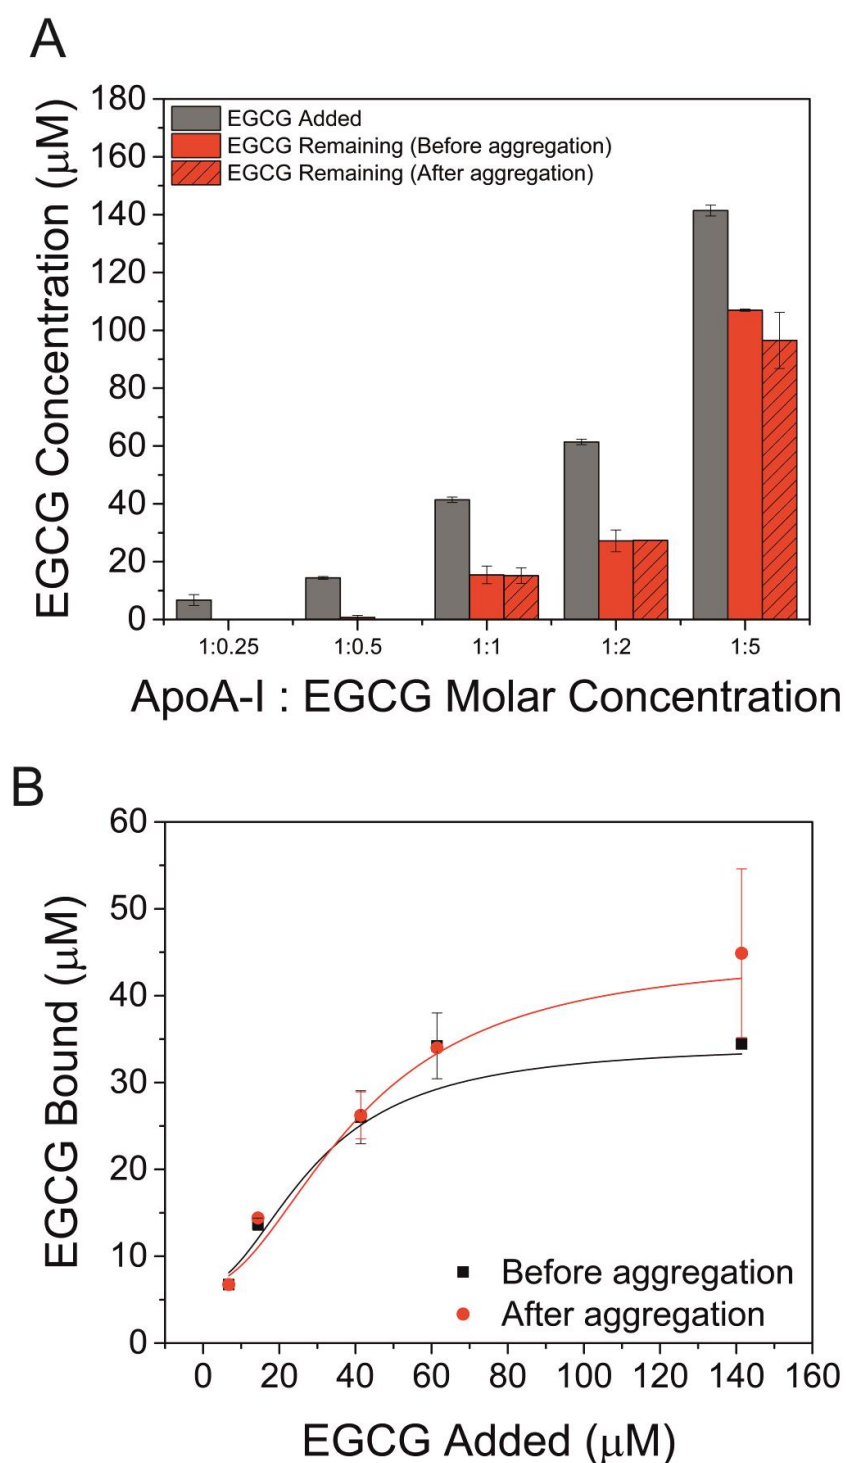 A
EGCG Concentration (μM)
180
160
140
120
100
80
60
40
20
0
EGCG Added
EGCG Remaining (Before aggregation)
EGCG Remaining (After aggregation)
1:0.25 1:0.5 1:1 1:2 1:5
ApoA-I : EGCG Molar Concentration
B
EGCG Bound (μM)
60
50
40
30
20
10
0
Before aggregation
After aggregation
0 20 40 60 80 100 120 140 160
EGCG Added (μM)